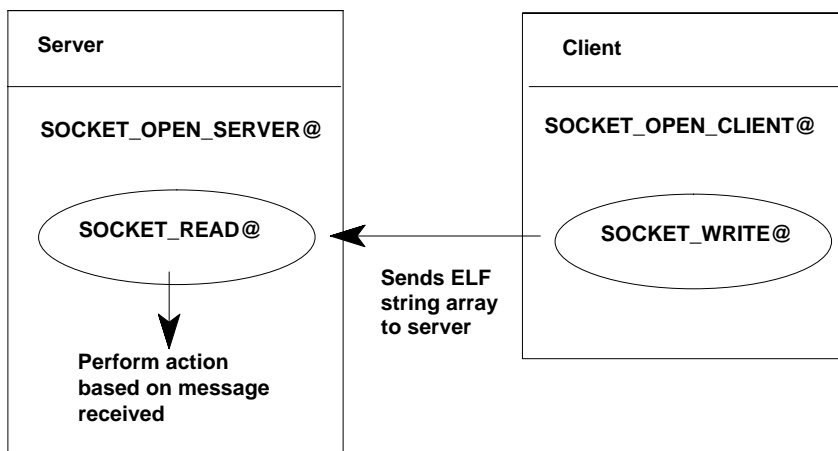 Server
SOCKET_OPEN_SERVER@
SOCKET_READ@
Perform action
based on message
received
Sends ELF
string array
to server
Client
SOCKET_OPEN_CLIENT@
SOCKET_WRITE@